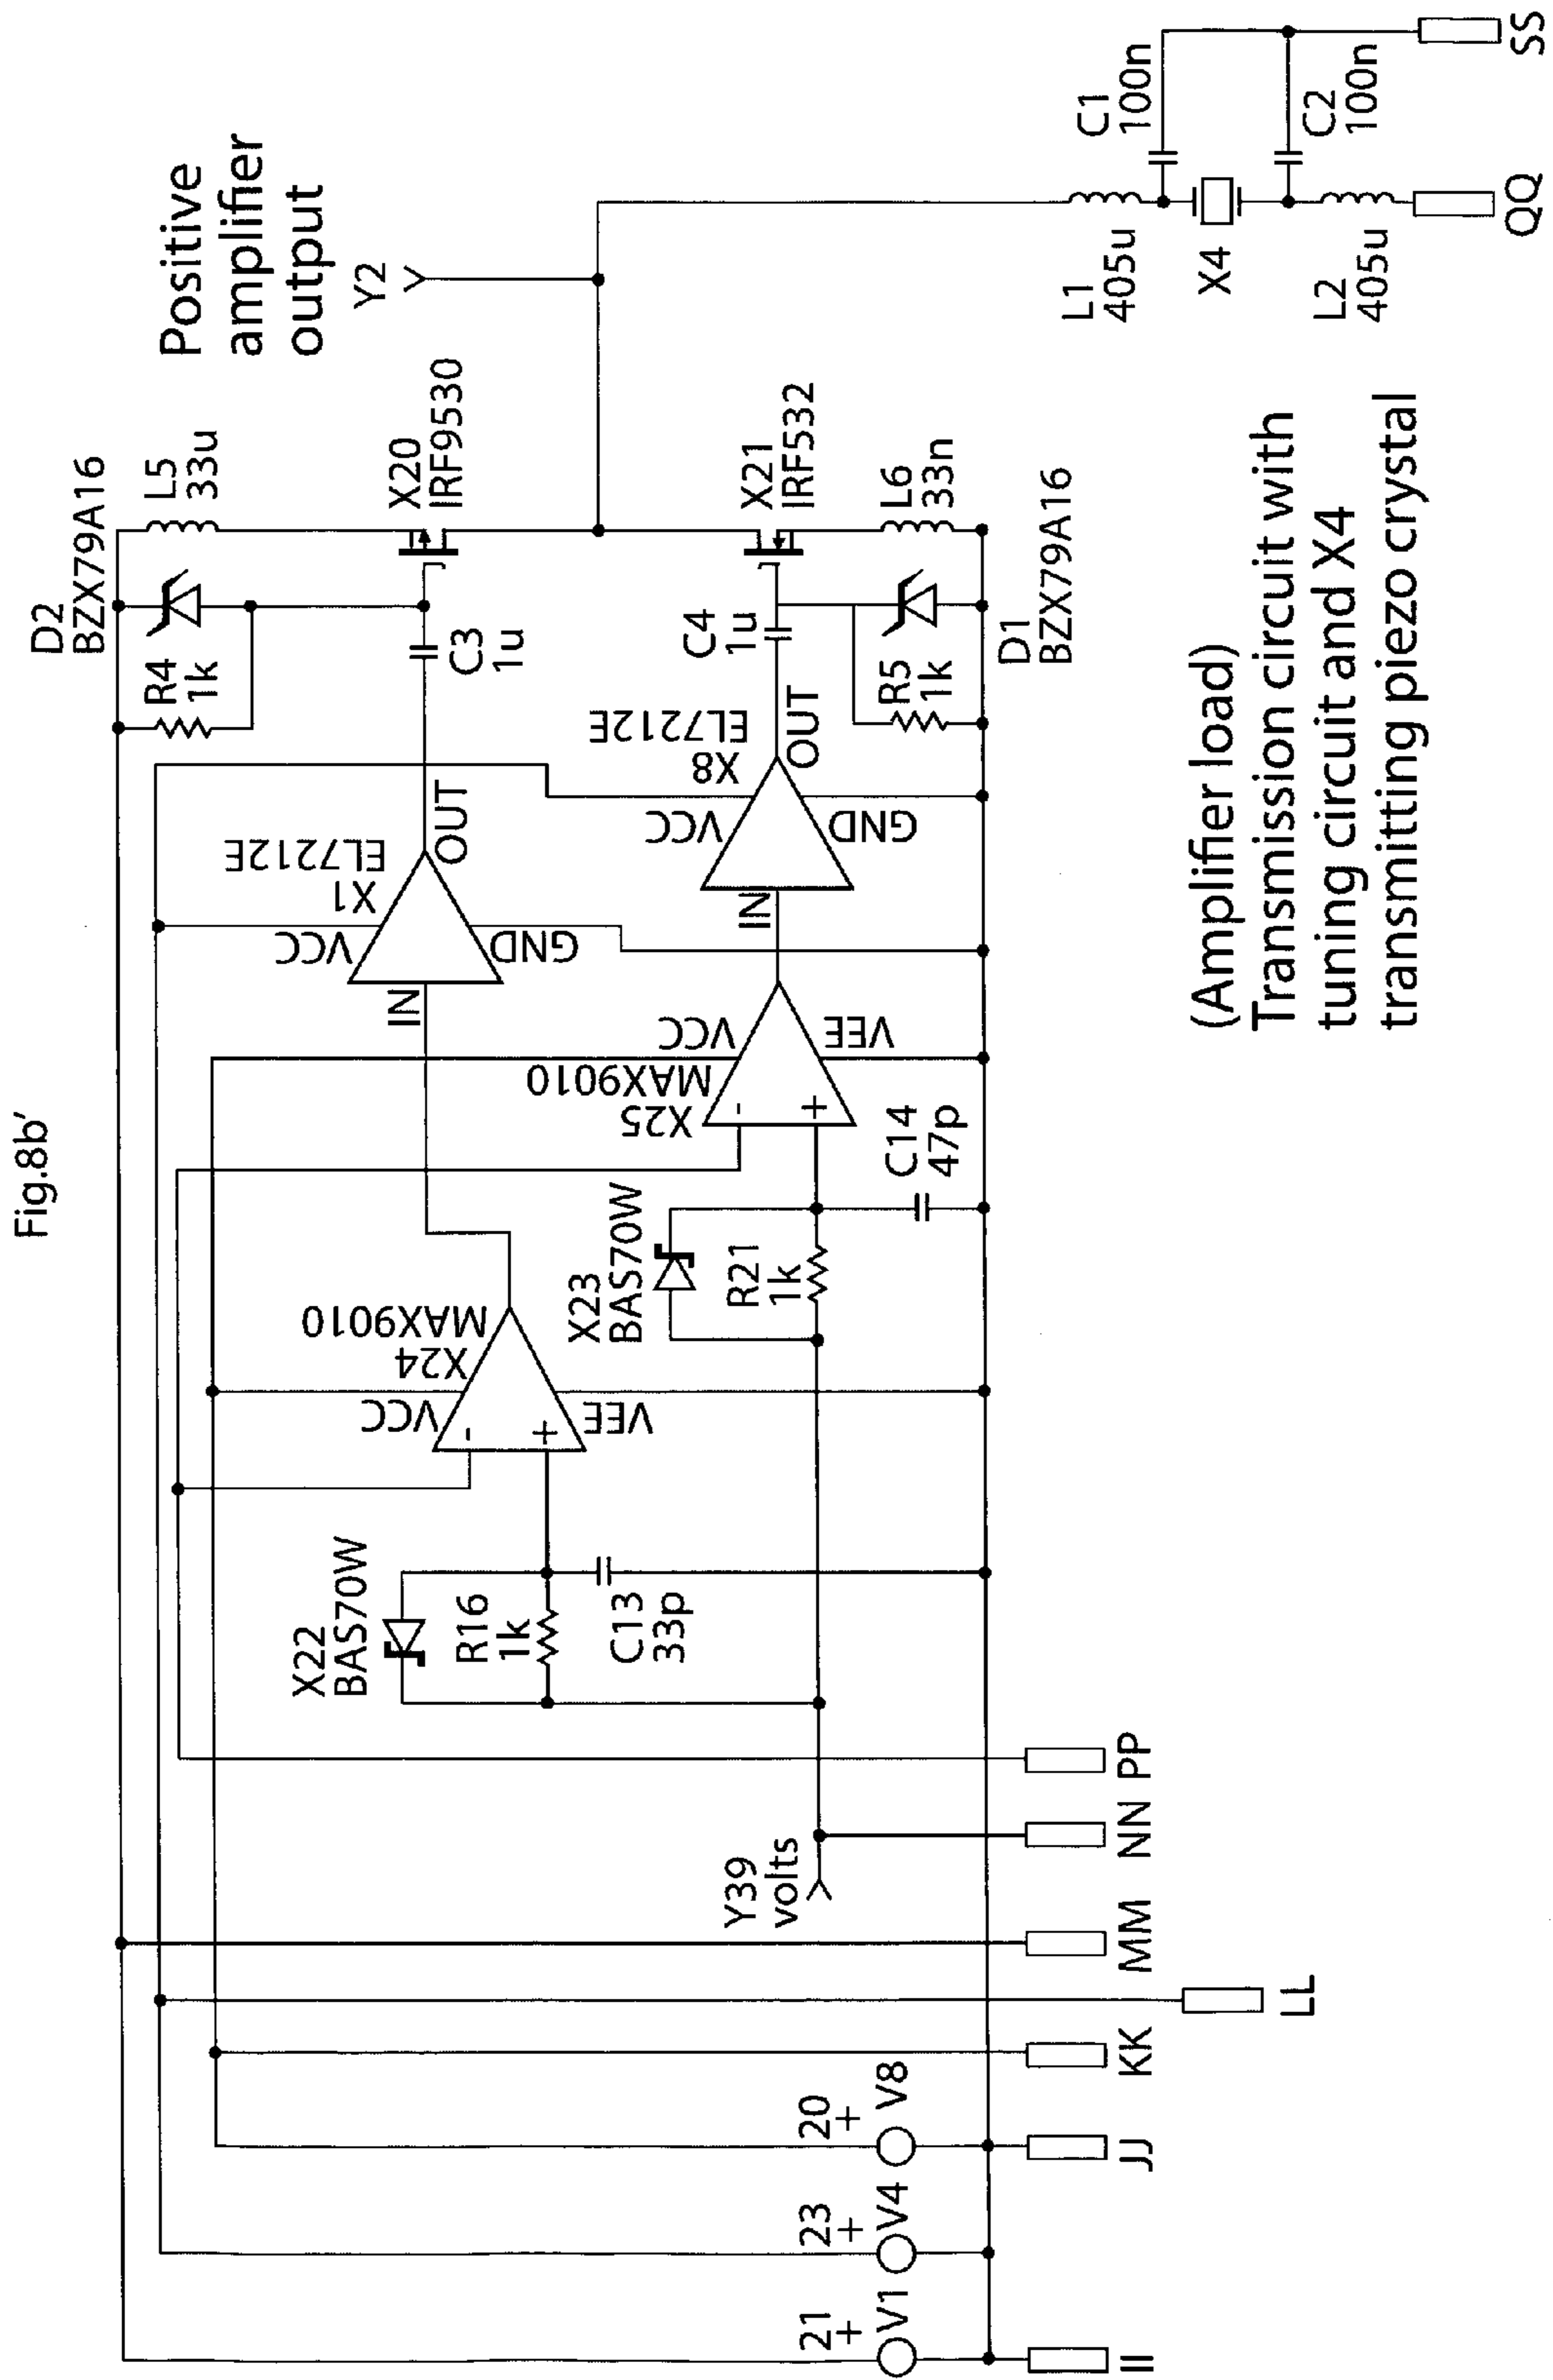 Fig.8b'
D2
BZX79A16
L5
33u
R4
1k
Positive
amplifier
output
Y2
X20
IRF9530
C3
1u
X1
EL7212E
VCC
GND
IN
OUT
X8
EL7212E
VCC
GND
IN
OUT
C4
1u
X21
IRF532
L6
33n
R5
1k
D1
BZX79A16
X22
BAS70W
R16
1k
C13
33p
X24
MAX9010
VCC
VEE
-
+
X23
BAS70W
R21
1k
C14
47p
X25
MAX9010
VCC
VEE
-
+
Y39
volts
21
+
V1
23
+
V4
20
+
V8
II
JJ
KK
LL
MM
NN
PP
L1
405u
C1
100n
X4
C2
100n
L2
405u
QQ
SS
(Amplifier load)
Transmission circuit with
tuning circuit and X4
transmitting piezo crystal